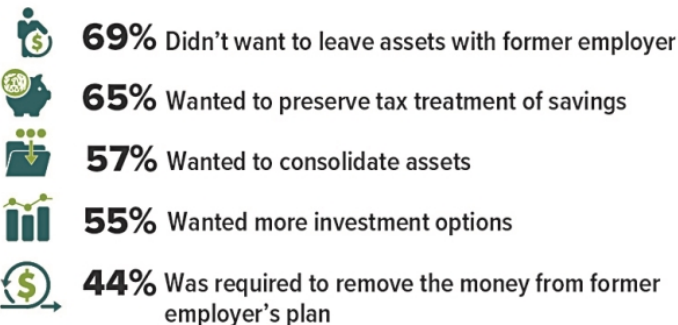 69% Didn’t want to leave assets with former employer
65% Wanted to preserve tax treatment of savings
57% Wanted to consolidate assets
55% Wanted more investment options
44% Was required to remove the money from former
employer’s plan